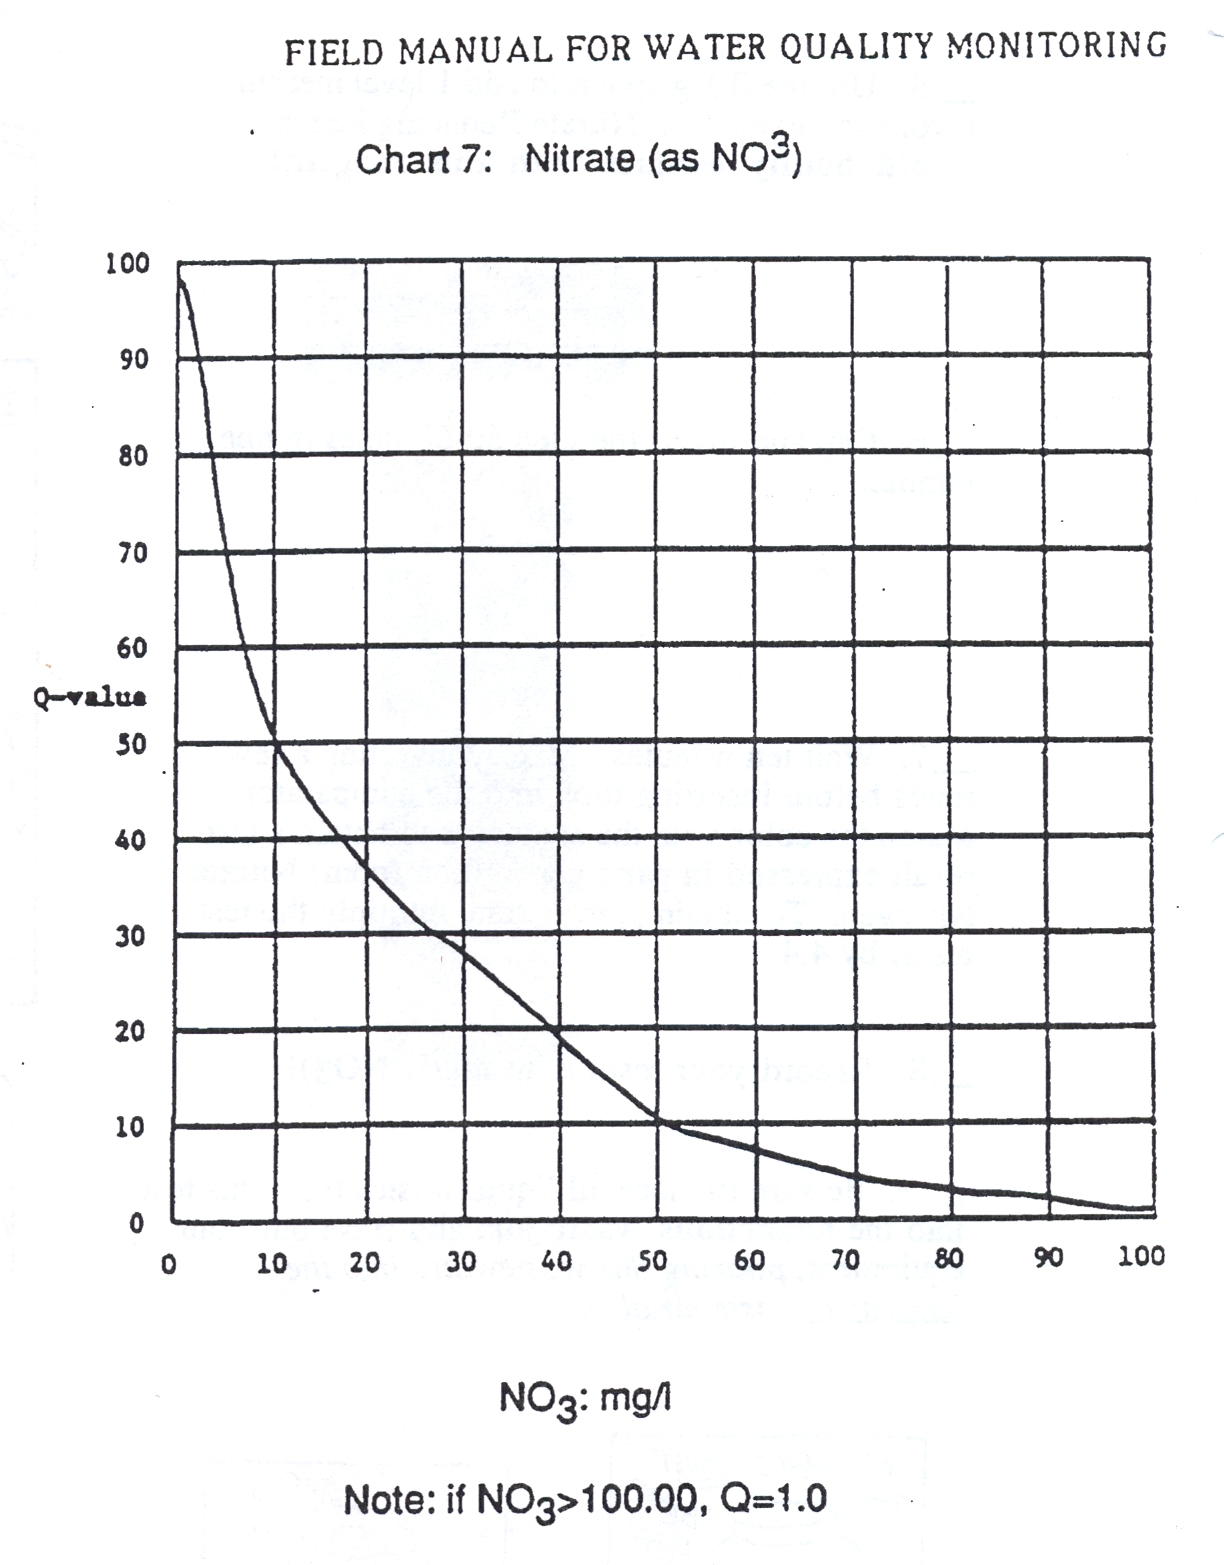 FIELD MANUAL FOR WATER QUALITY MONITORING
Chart 7: Nitrate (as NO³)
100
90
80
70
60
Q-value
50
40
30
20
10
0
0 10 20 30 40 50 60 70 80 90 100
NO₃: mg/l
Note: if NO₃>100.00, Q=1.0